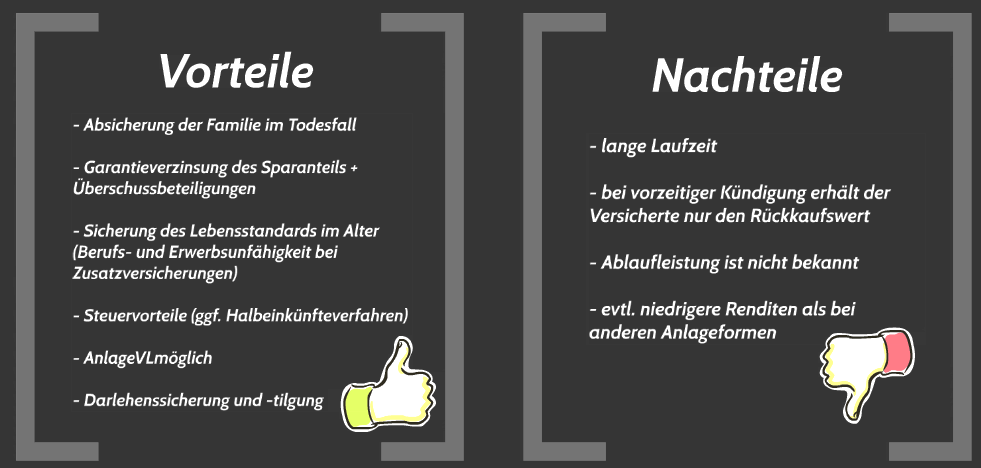 Vorteile
- Absicherung der Familie im Todesfall
- Garantieverzinsung des Sparanteils +
Überschussbeteiligungen
- Sicherung des Lebensstandards im Alter
(Berufs- und Erwerbsunfähigkeit bei
Zusatzversicherungen)
- Steuervorteile (ggf. Halbeinkünfteverfahren)
- AnlageVLmöglich
- Darlehenssicherung und -tilgung
Nachteile
- lange Laufzeit
- bei vorzeitiger Kündigung erhält der
Versicherte nur den Rückkaufswert
- Ablaufleistung ist nicht bekannt
- evtl. niedrigere Renditen als bei
anderen Anlageformen